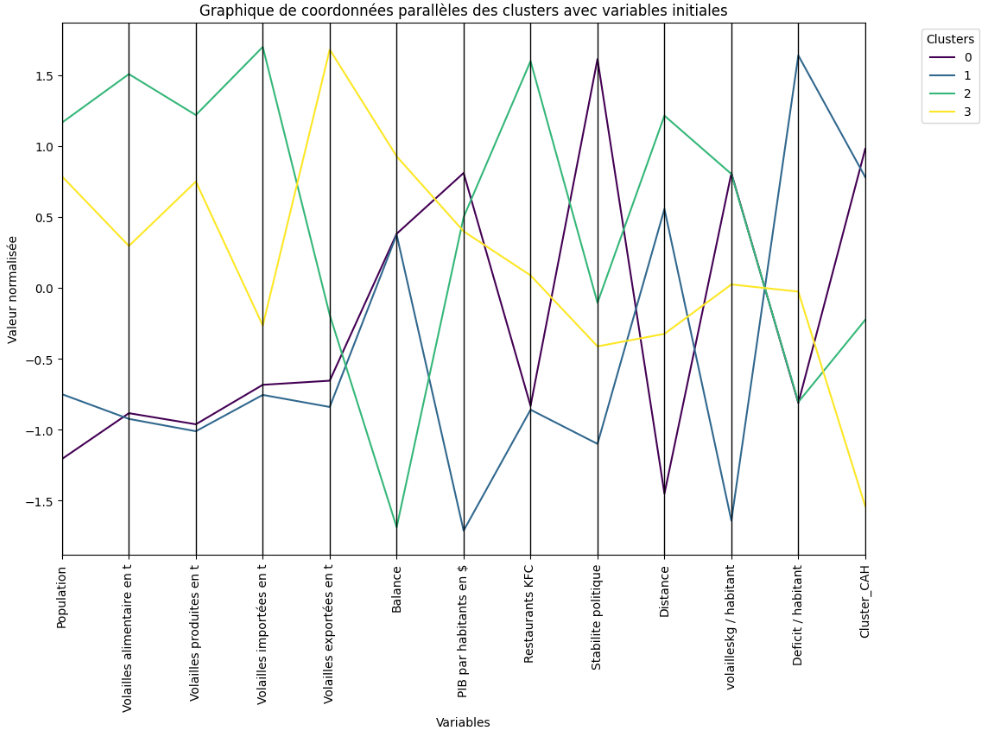 Graphique de coordonnées parallèles des clusters avec variables initiales
Clusters
0
1
2
3
1.5
1.0
0.5
0.0
−0.5
−1.0
−1.5
Valeur normalisée
Population
Volailles alimentaire en t
Volailles produites en t
Volailles importées en t
Volailles exportées en t
Balance
PIB par habitants en $
Restaurants KFC
Stabilite politique
Distance
volailleskg / habitant
Deficit / habitant
Cluster_CAH
Variables